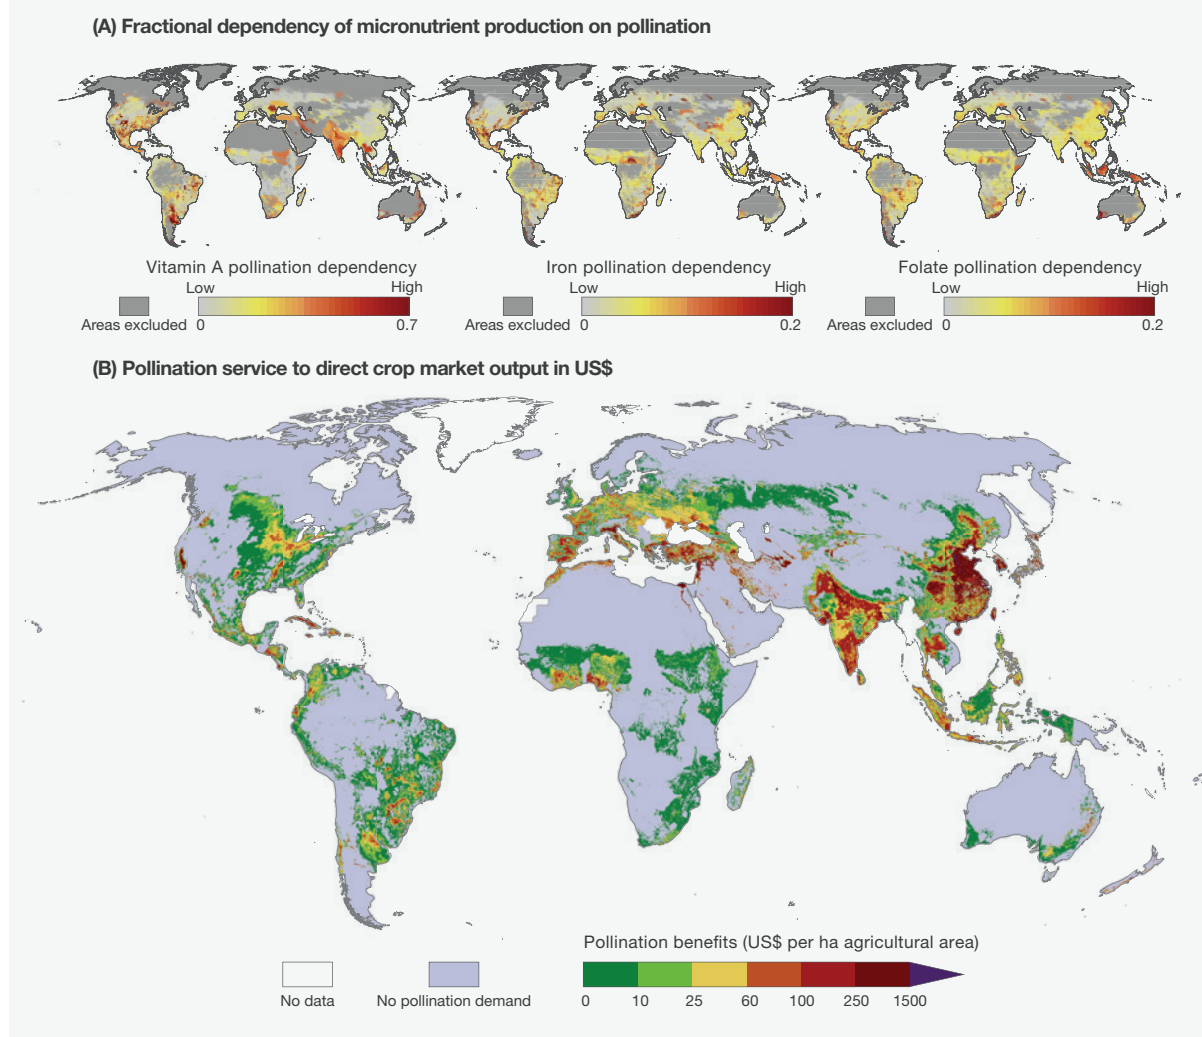 (A) Fractional dependency of micronutrient production on pollination
Vitamin A pollination dependency
Low High
Areas excluded 0 0.7
Iron pollination dependency
Low High
Areas excluded 0 0.2
Folate pollination dependency
Low High
Areas excluded 0 0.2
(B) Pollination service to direct crop market output in US$
Pollination benefits (US$ per ha agricultural area)
No data No pollination demand 0 10 25 60 100 250 1500